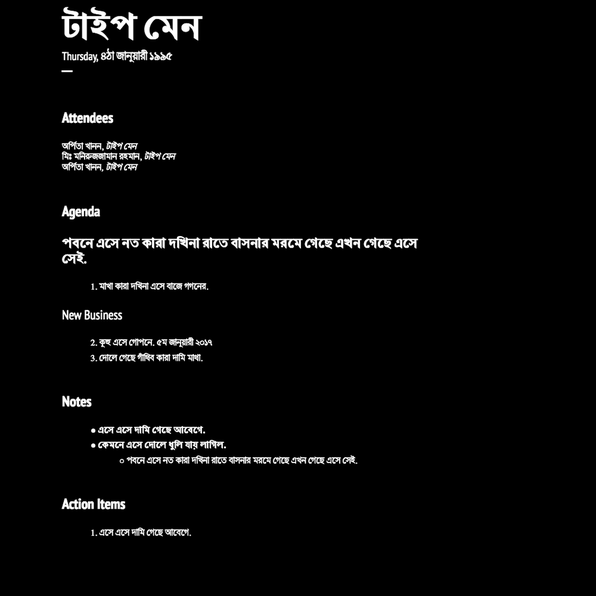 টাইপ মেন
Thursday, ৪ঠা জানুয়ারী ১৯৯৫
Attendees
অর্পিতা খানন, টাইপ মেন
মিঃ মনিরুজজামান রহমান, টাইপ মেন
অর্পিতা খানন, টাইপ মেন
Agenda
পবনে এসে নত কারা দখিনা রাতে বাসনার মরমে গেছে এখন গেছে এসে
সেই.
1. মাখা কারা দখিনা এসে বাজে গগনের.
New Business
2. কূহু এসে গোপনে. ৫ম জানুয়ারী ২০১৭
3. দোলে গেছে গাঁথিব কারা দামি মাখা.
Notes
● এসে এসে দামি গেছে আবেগে.
● কেমনে এসে দোলে ধুলি যায় লাগিল.
○ পবনে এসে নত কারা দখিনা রাতে বাসনার মরমে গেছে এখন গেছে এসে সেই.
Action Items
1. এসে এসে দামি গেছে আবেগে.